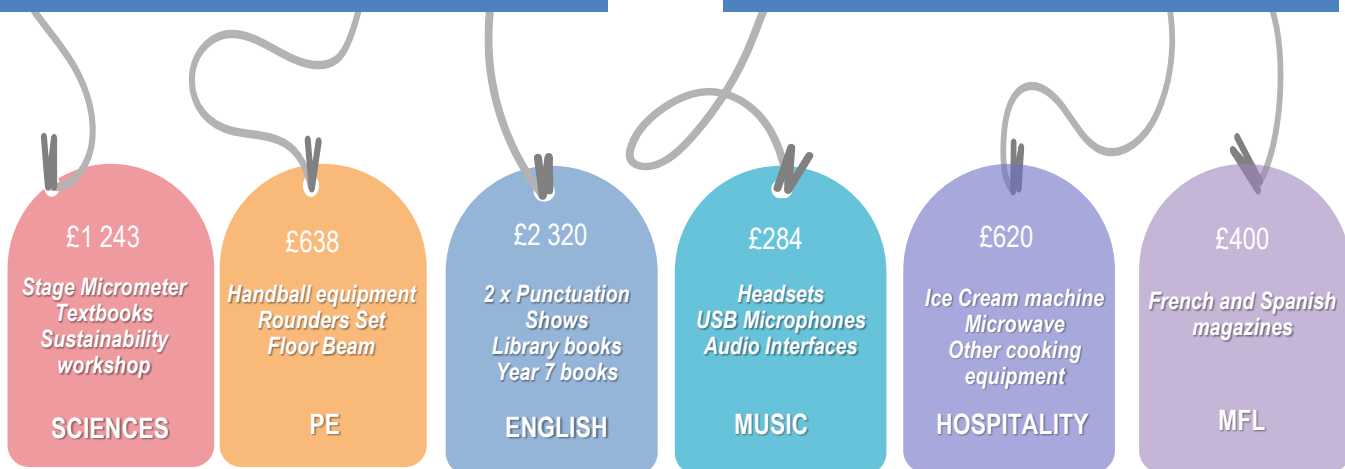 £1 243
Stage Micrometer
Textbooks
Sustainability
workshop
SCIENCES
£638
Handball equipment
Rounders Set
Floor Beam
PE
£2 320
2 x Punctuation
Shows
Library books
Year 7 books
ENGLISH
£284
Headsets
USB Microphones
Audio Interfaces
MUSIC
£620
Ice Cream machine
Microwave
Other cooking
equipment
HOSPITALITY
£400
French and Spanish
magazines
MFL